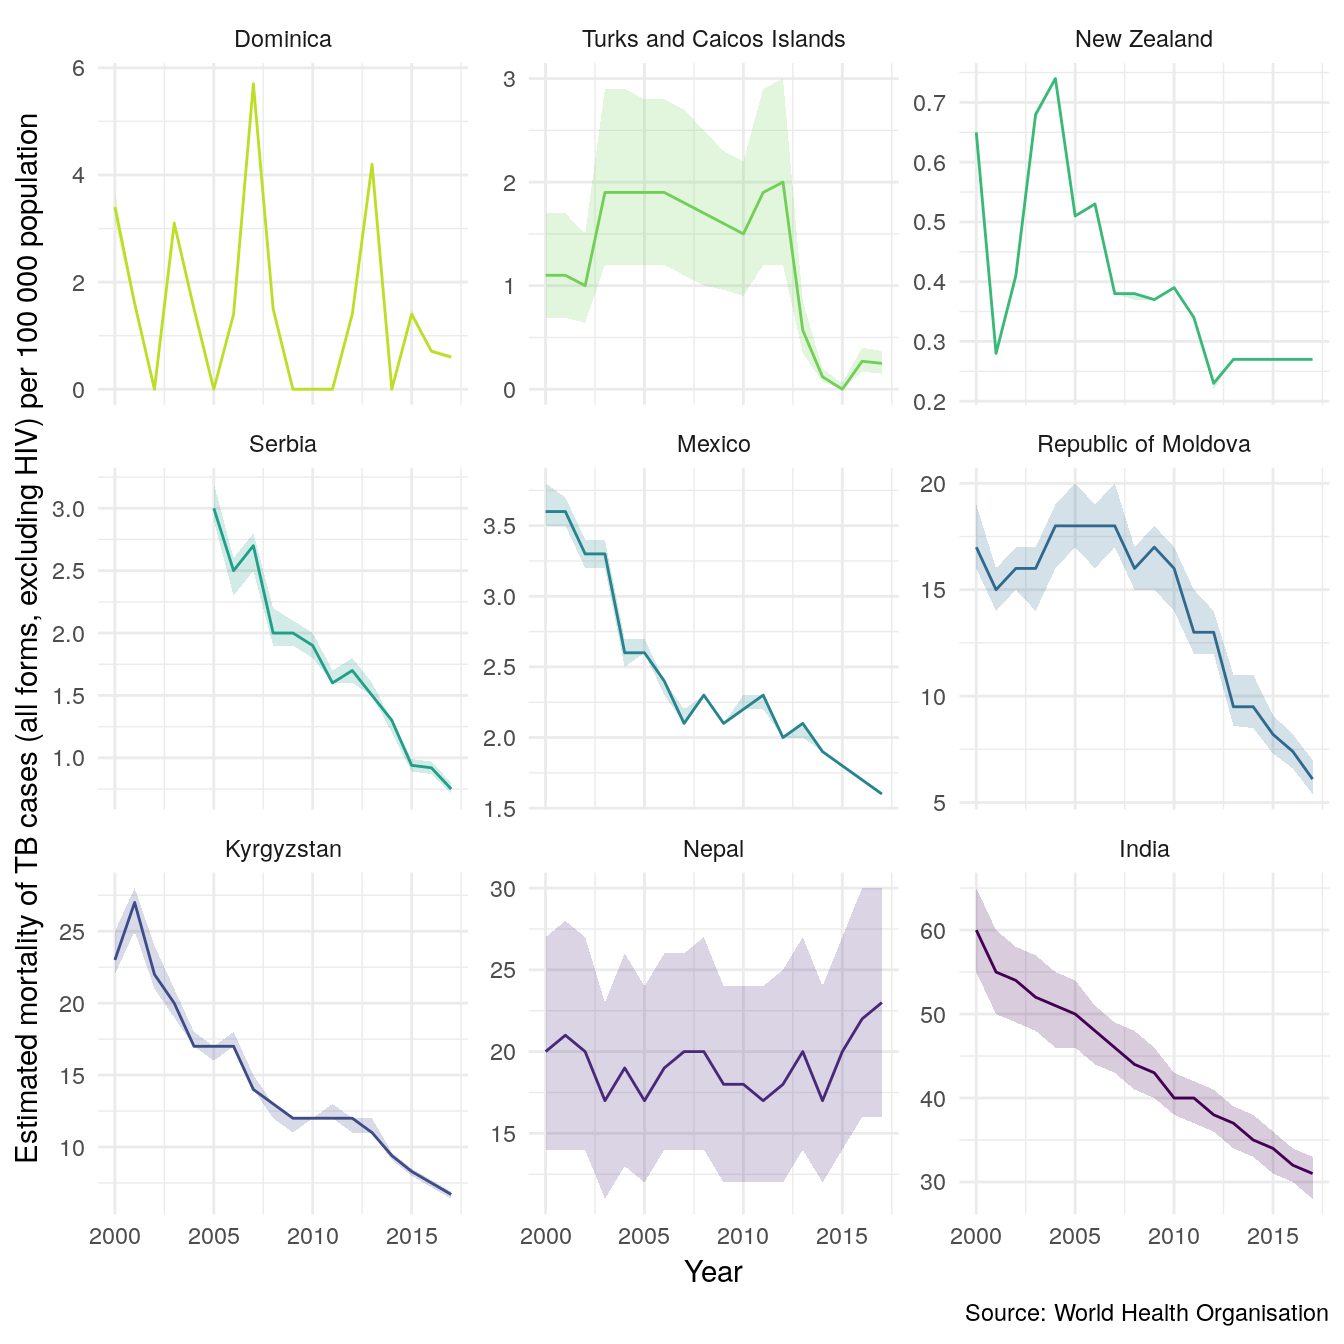 Estimated mortality of TB cases (all forms, excluding HIV) per 100 000 population
Dominica
6
4
2
0
Turks and Caicos Islands
3
2
1
0
New Zealand
0.7
0.6
0.5
0.4
0.3
0.2
Serbia
3.0
2.5
2.0
1.5
1.0
Mexico
3.5
3.0
2.5
2.0
1.5
Republic of Moldova
20
15
10
5
Kyrgyzstan
25
20
15
10
2000 2005 2010 2015
Nepal
30
25
20
15
2000 2005 2010 2015
India
60
50
40
30
2000 2005 2010 2015
Year
Source: World Health Organisation